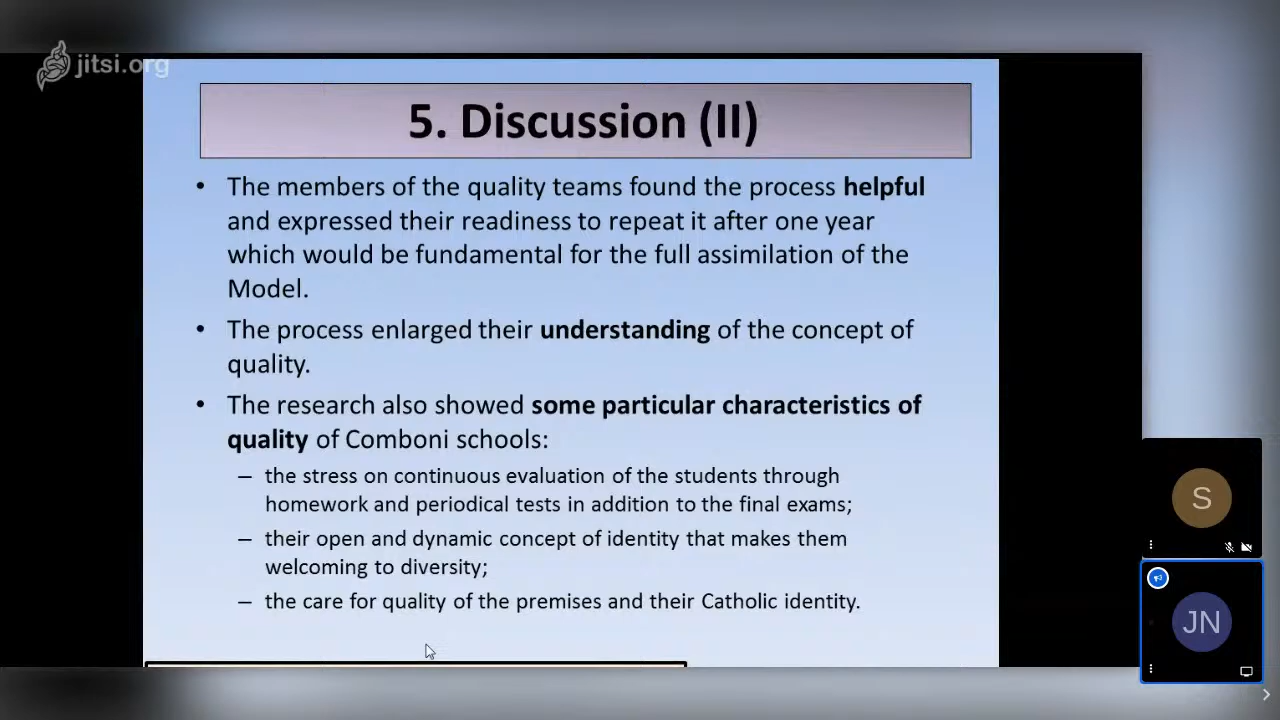 jitsi.org
5. Discussion (II)
• The members of the quality teams found the process helpful
and expressed their readiness to repeat it after one year
which would be fundamental for the full assimilation of the
Model.
• The process enlarged their understanding of the concept of
quality.
• The research also showed some particular characteristics of
quality of Comboni schools:
– the stress on continuous evaluation of the students through
homework and periodical tests in addition to the final exams;
– their open and dynamic concept of identity that makes them
welcoming to diversity;
– the care for quality of the premises and their Catholic identity.
S
JN